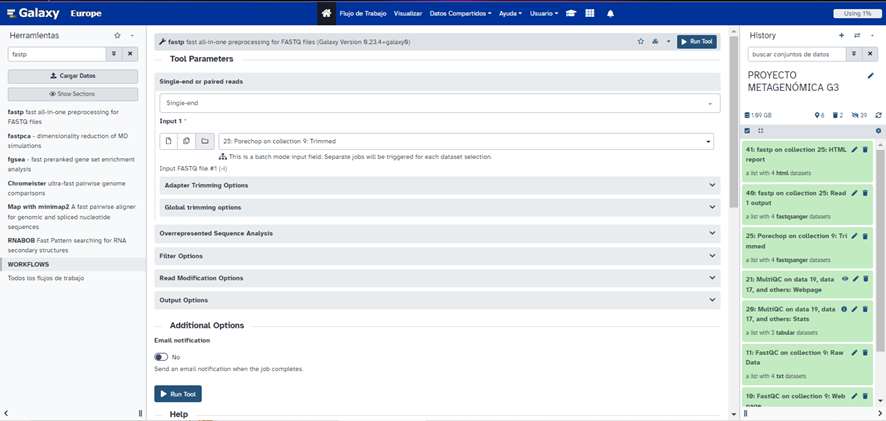 Galaxy Europe
Flujo de Trabajo Visualizar Datos Compartidos Ayuda Usuario
Using 1%
Herramientas
fastp
Cargar Datos
Show Sections
fastp fast all-in-one preprocessing for
FASTQ files
fastpca - dimensionality reduction of MD
simulations
fgsea - fast preranked gene set enrichment
analysis
Chromeister ultra-fast pairwise genome
comparisons
Map with minimap2 A fast pairwise aligner
for genomic and spliced nucleotide
sequences
RNABOB Fast Pattern searching for RNA
secondary structures
WORKFLOWS
Todos los flujos de trabajo
fastp fast all-in-one preprocessing for FASTQ files (Galaxy Version 0.23.4+galaxy0)
Run Tool
Tool Parameters
Single-end or paired reads
Single-end
Input 1 *
25: Porechop on collection 9: Trimmed
This is a batch mode input field. Separate jobs will be triggered for each dataset selection.
Input FASTQ file #1 (-i)
Adapter Trimming Options
Global trimming options
Overrepresented Sequence Analysis
Filter Options
Read Modification Options
Output Options
Additional Options
Email notification
No
Send an email notification when the job completes.
Run Tool
Help
History
buscar conjuntos de datos
PROYECTO
METAGENÓMICA G3
1.09 GB
6 2 39
41: fastp on collection 25: HTML
report
a list with 4 html datasets
40: fastp on collection 25: Read
1 output
a list with 4 fastqsanger datasets
25: Porechop on collection 9: Tri
mmed
a list with 4 fastqsanger datasets
21: MultiQC on data 19, data
17, and others: Webpage
20: MultiQC on data 19, data
17, and others: Stats
a list with 3 tabular datasets
11: FastQC on collection 9: Raw
Data
a list with 4 txt datasets
10: FastQC on collection 9: Web
page